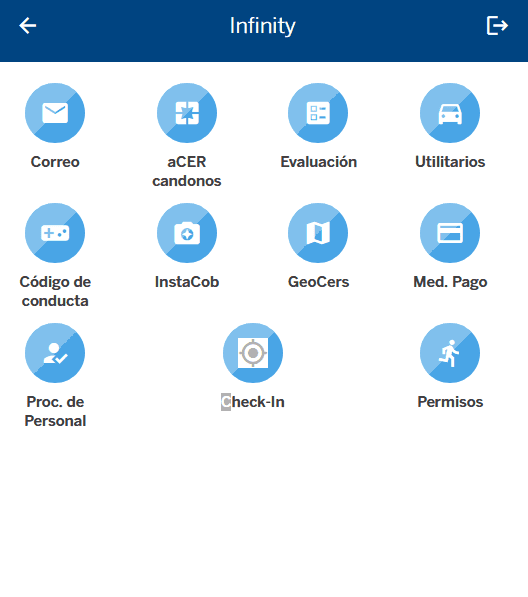 Infinity
Correo
aCER
candonos
Evaluación
Utilitarios
Código de
conducta
InstaCob
GeoCers
Med. Pago
Proc. de
Personal
Check-In
Permisos